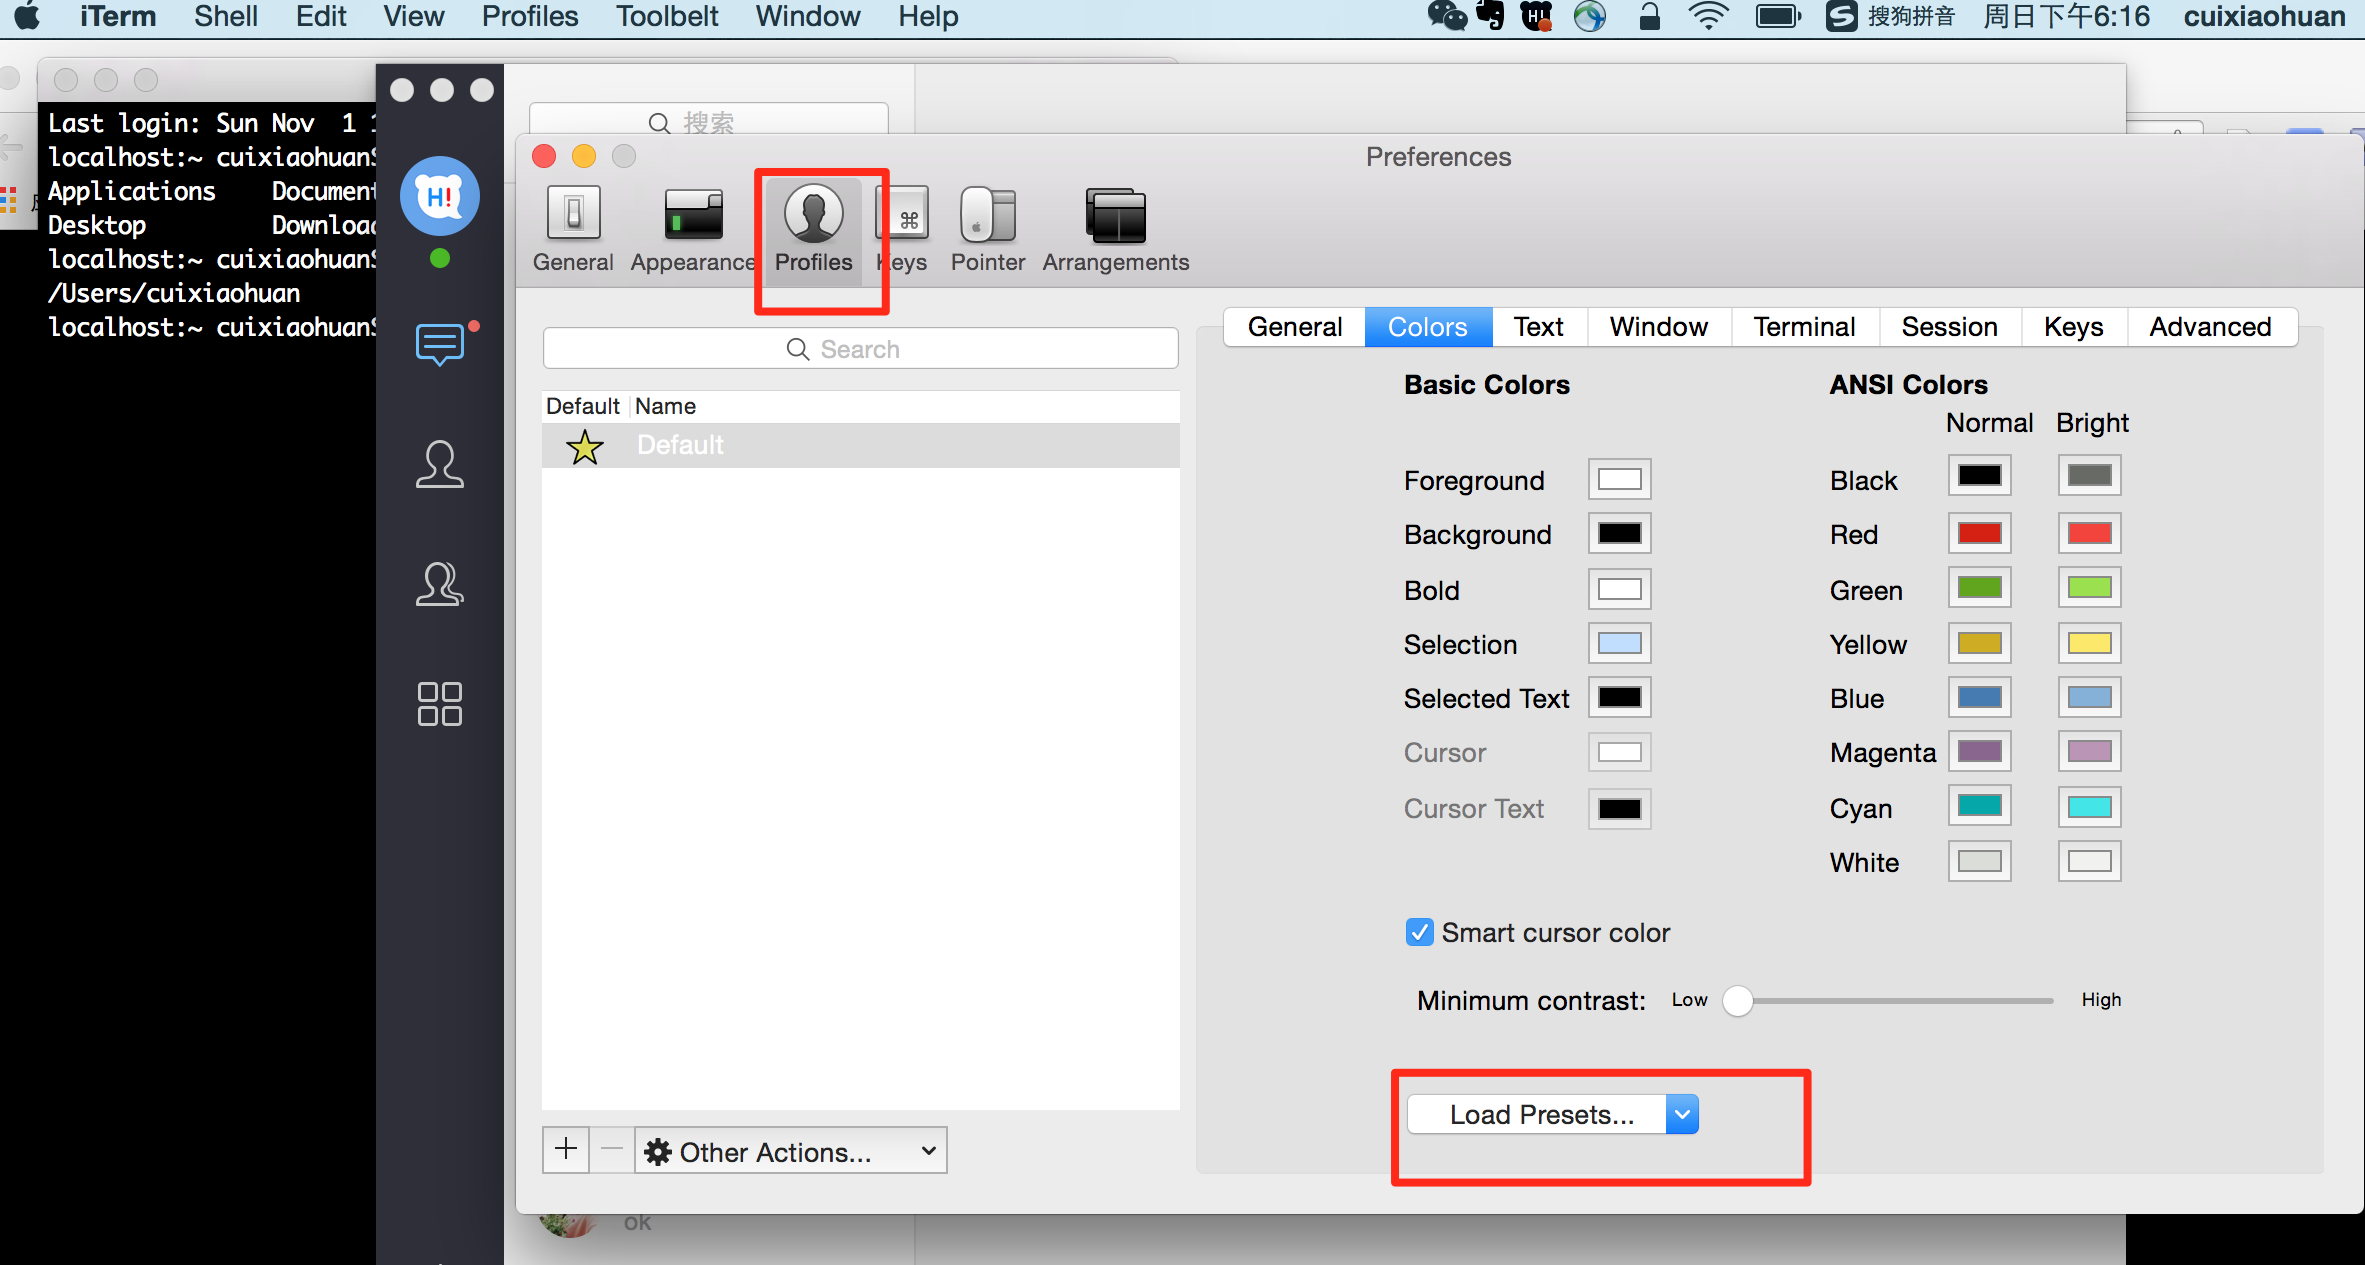 iTerm Shell Edit View Profiles Toolbelt Window Help 搜狗拼音 周日下午6:16 cuixiaohuan
Last login: Sun Nov 1
localhost:~ cuixiaohuan$
Applications Document
Desktop Downloa
localhost:~ cuixiaohuan$
/Users/cuixiaohuan
localhost:~ cuixiaohuan$
H!
搜索
Preferences
General Appearance Profiles Keys Pointer Arrangements
Search
Default Name
Default
Other Actions...
General Colors Text Window Terminal Session Keys Advanced
Basic Colors
Foreground
Background
Bold
Selection
Selected Text
Cursor
Cursor Text
ANSI Colors
Normal Bright
Black
Red
Green
Yellow
Blue
Magenta
Cyan
White
Smart cursor color
Minimum contrast: Low High
Load Presets...
ok